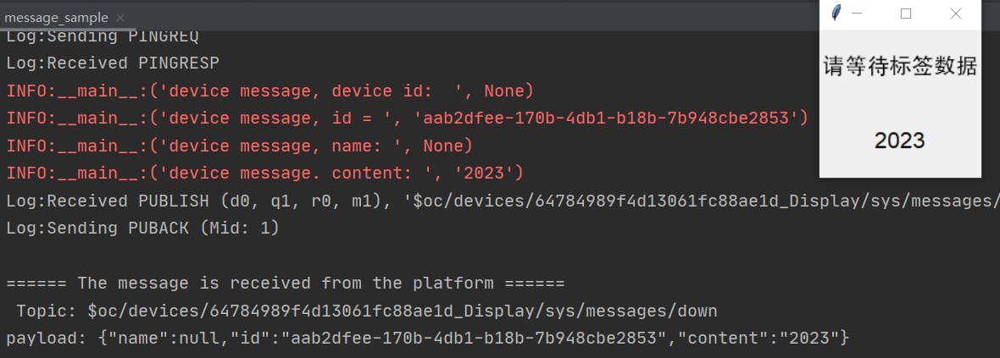 message_sample
Log:Sending PINGREQ
Log:Received PINGRESP
INFO:__main__:('device message, device id:  ', None)
INFO:__main__:('device message, id = ', 'aab2dfee-170b-4db1-b18b-7b948cbe2853')
INFO:__main__:('device message, name: ', None)
INFO:__main__:('device message. content: ', '2023')
Log:Received PUBLISH (d0, q1, r0, m1), '$oc/devices/64784989f4d13061fc88ae1d_Display/sys/messages/
Log:Sending PUBACK (Mid: 1)
====== The message is received from the platform ======
Topic: $oc/devices/64784989f4d13061fc88ae1d_Display/sys/messages/down
payload: {"name":null,"id":"aab2dfee-170b-4db1-b18b-7b948cbe2853","content":"2023"}
请等待标签数据
2023